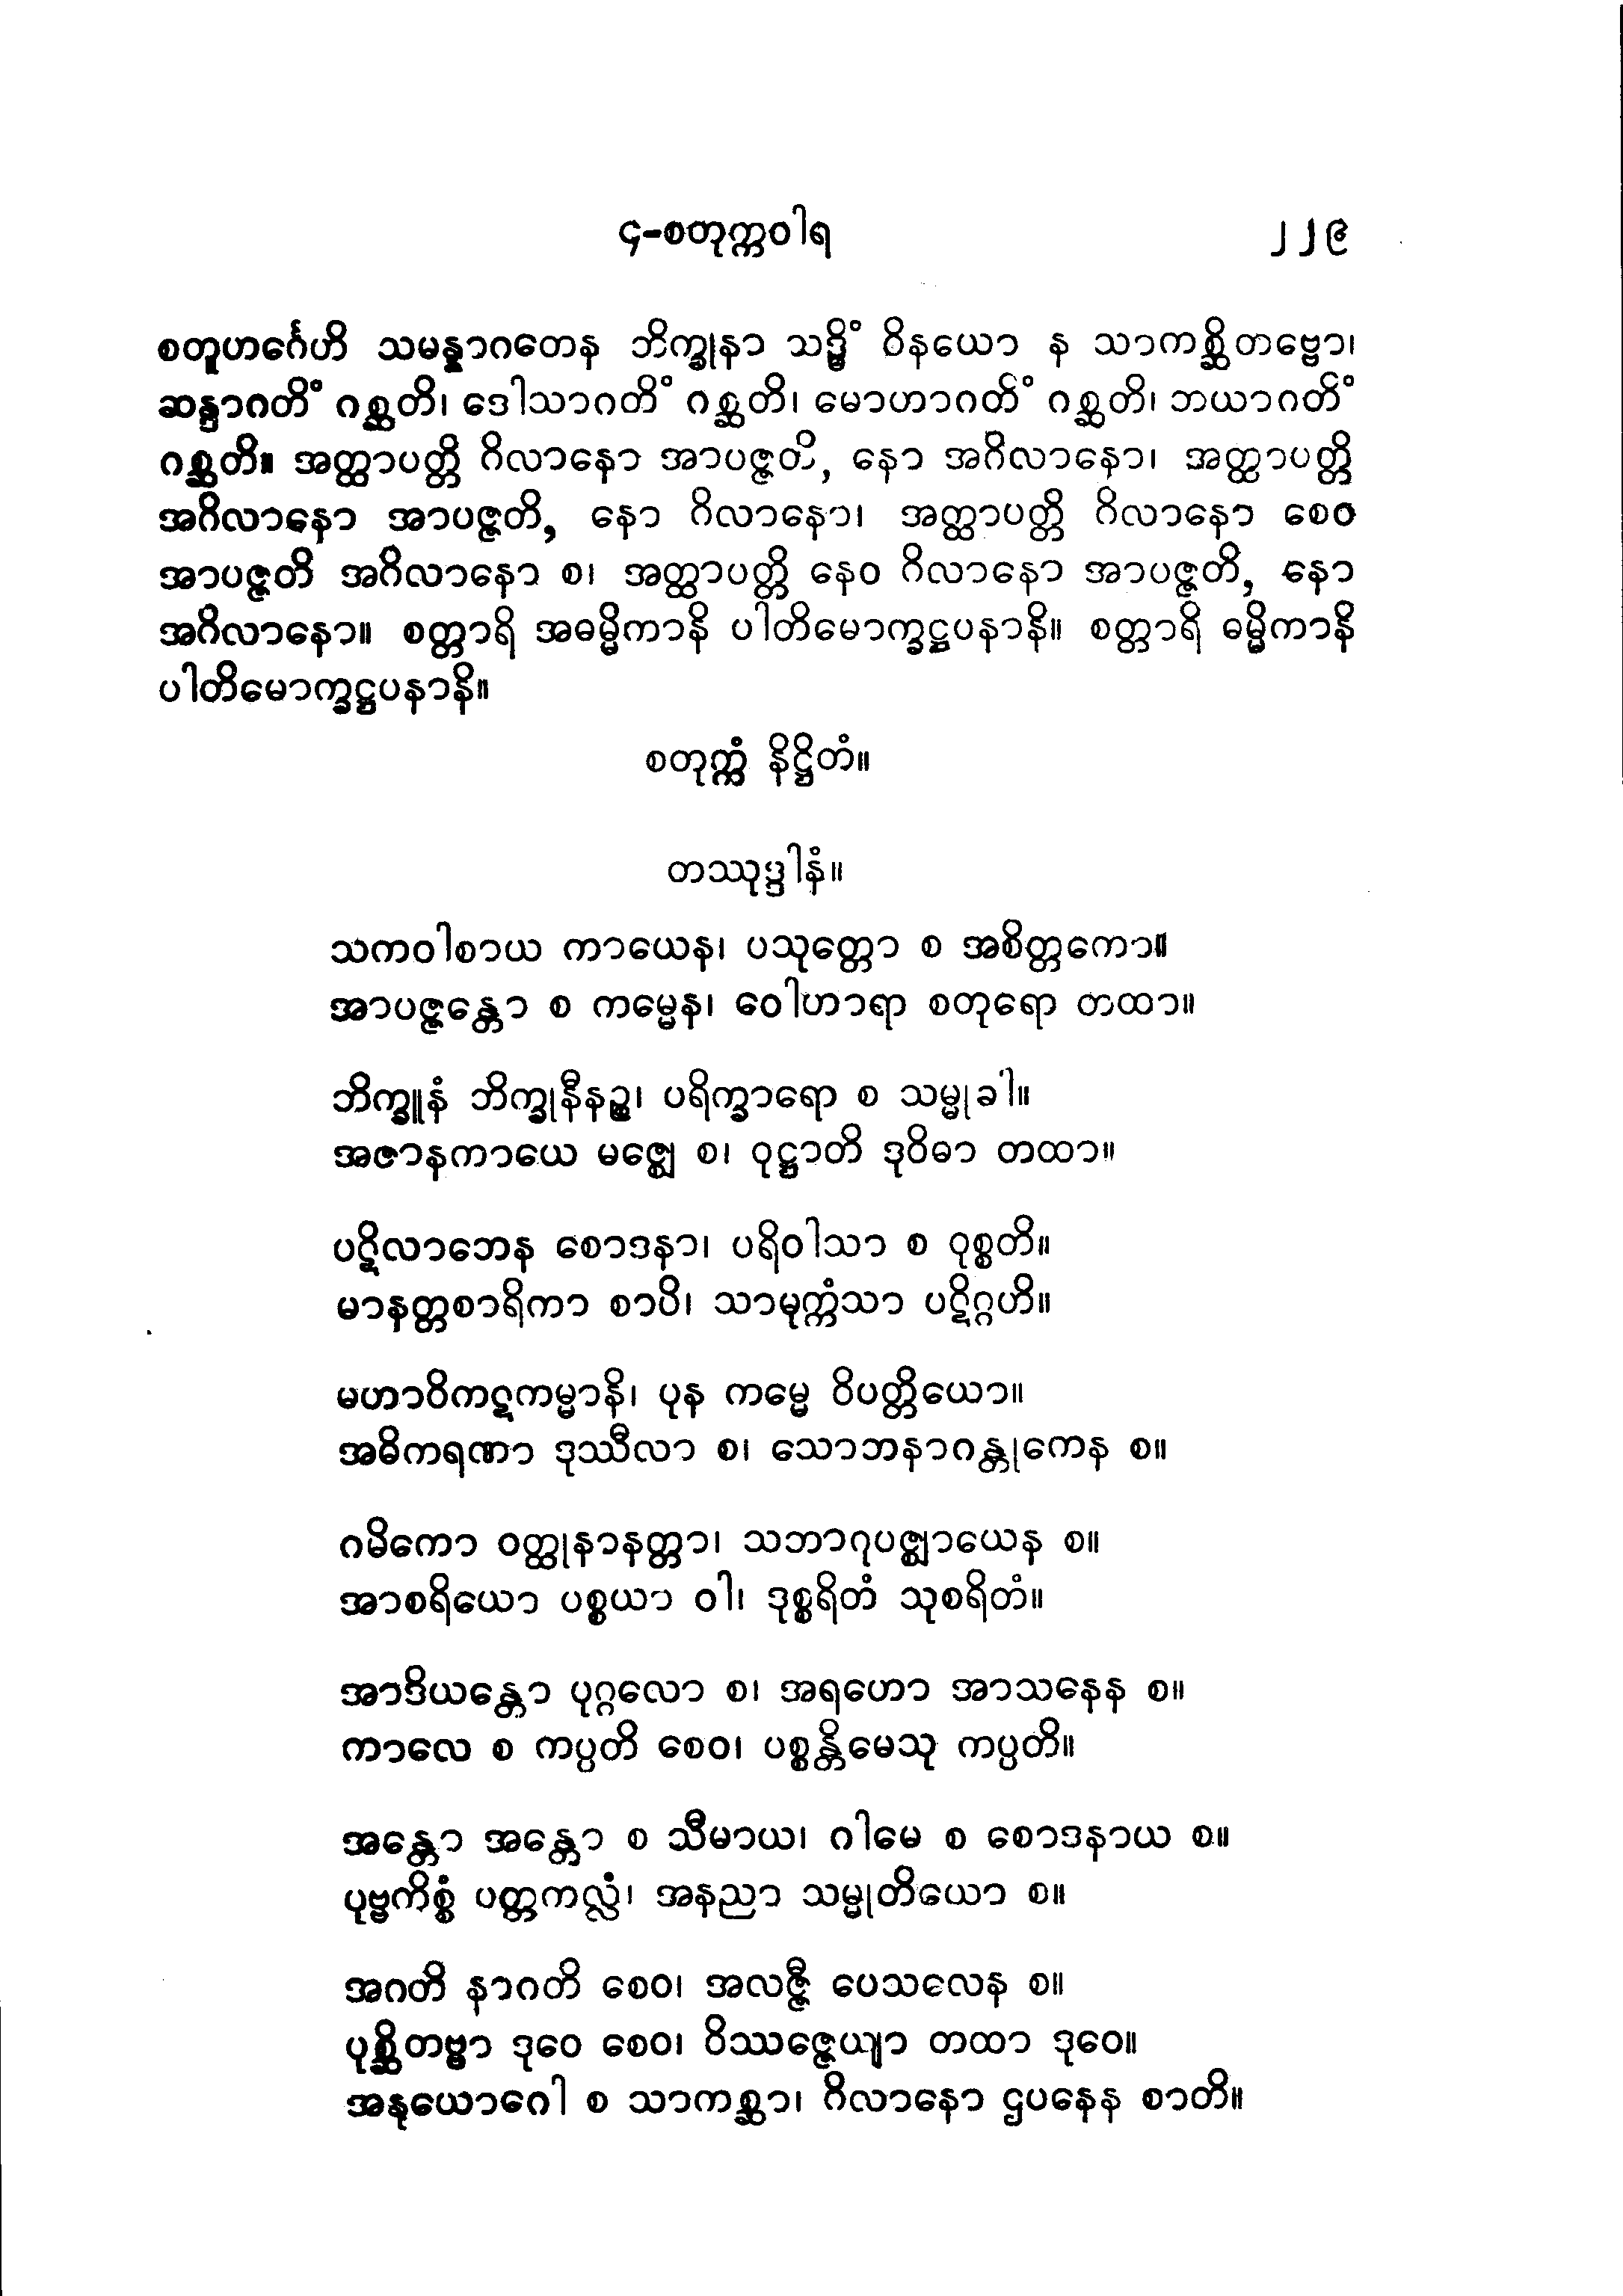 ၄-စတုက္ကဝါရ ၂၂၉
စတူဟင်္ဂေဟိ သမန္နာဂတေန ဘိက္ခုနာ သဒ္ဓိံ ဝိနယော န သာကစ္ဆိတဗ္ဗော၊
ဆန္ဒာဂတိံ ဂစ္ဆတိ၊ ဒေါသာဂတိံ ဂစ္ဆတိ၊ မောဟာဂတိံ ဂစ္ဆတိ၊ ဘယာဂတိံ
ဂစ္ဆတိ။ အတ္ထာပတ္တိ ဂိလာနော အာပဇ္ဇတိ, နော အဂိလာနော၊ အတ္ထာပတ္တိ
အဂိလာနော အာပဇ္ဇတိ, နော ဂိလာနော၊ အတ္ထာပတ္တိ ဂိလာနော စေဝ
အာပဇ္ဇတိ အဂိလာနော စ၊ အတ္ထာပတ္တိ နေဝ ဂိလာနော အာပဇ္ဇတိ, နော
အဂိလာနော။ စတ္တာရိ အဓမ္မိကာနိ ပါတိမောက္ခဋ္ဌပနာနိ။ စတ္တာရိ ဓမ္မိကာနိ
ပါတိမောက္ခဋ္ဌပနာနိ။
စတုက္ကံ နိဋ္ဌိတံ။
တဿုဒ္ဒါနံ။
သကဝါစာယ ကာယေန၊ ပသုတ္တော စ အစိတ္တကော။
အာပဇ္ဇန္တော စ ကမ္မေန၊ ဝေါဟာရာ စတုရော တထာ။
ဘိက္ခူနံ ဘိက္ခုနီနဉ္စ၊ ပရိက္ခာရော စ သမ္မုခါ။
အဇာနကာယေ မဇ္ဈေ စ၊ ဝုဋ္ဌာတိ ဒုဝိဓာ တထာ။
ပဋိလာဘေန စောဒနာ၊ ပရိဝါသာ စ ဝုစ္စတိ။
မာနတ္တစာရိကာ စာပိ၊ သာမုက္ကံသာ ပဋိဂ္ဂဟိ။
မဟာဝိကဋကမ္မာနိ၊ ပုန ကမ္မေ ဝိပတ္တိယော။
အဓိကရဏာ ဒုဿီလာ စ၊ သောဘနာဂန္တုကေန စ။
ဂမိကော ဝတ္ထုနာနတ္တာ၊ သဘာဂုပဇ္ဈာယေန စ။
အာစရိယော ပစ္စယာ ဝါ၊ ဒုစ္စရိတံ သုစရိတံ။
အာဒိယန္တော ပုဂ္ဂလော စ၊ အရဟော အာသနေန စ။
ကာလေ စ ကပ္ပတိ စေဝ၊ ပစ္စန္တိမေသု ကပ္ပတိ။
အန္တော အန္တော စ သီမာယ၊ ဂါမေ စ စောဒနာယ စ။
ပုဗ္ဗကိစ္စံ ပတ္တကလ္လံ၊ အနညာ သမ္မုတိယော စ။
အဂတိ နာဂတိ စေဝ၊ အလဇ္ဇီ ပေသလေန စ။
ပုစ္ဆိတဗ္ဗာ ဒုဝေ စေဝ၊ ဝိဿဇ္ဇေယျာ တထာ ဒုဝေ။
အနုယောဂေါ စ သာကစ္ဆာ၊ ဂိလာနော ဌပနေန စာတိ။